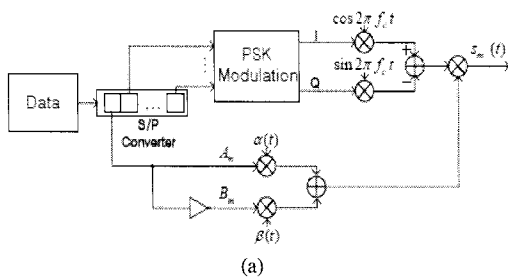 cos 2π f_c t
I
s_m (t)
PSK
Modulation
+
sin 2π f_c t
−
Data
...
Q
S/P
Converter
α(t)
A_m
B_m
β(t)
(a)